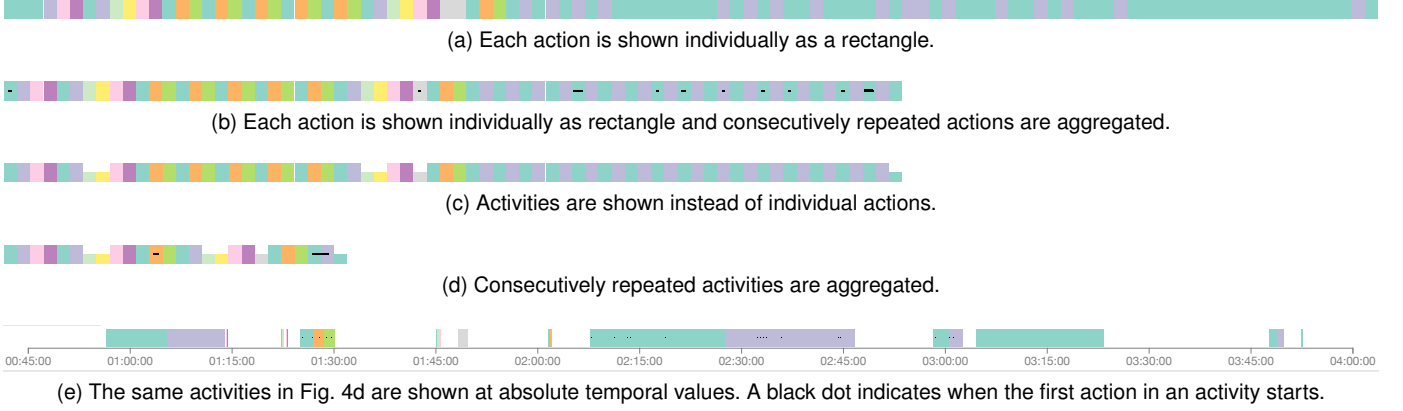 (a) Each action is shown individually as a rectangle.
(b) Each action is shown individually as rectangle and consecutively repeated actions are aggregated.
(c) Activities are shown instead of individual actions.
(d) Consecutively repeated activities are aggregated.
00:45:00 01:00:00 01:15:00 01:30:00 01:45:00 02:00:00 02:15:00 02:30:00 02:45:00 03:00:00 03:15:00 03:30:00 03:45:00 04:00:00
(e) The same activities in Fig. 4d are shown at absolute temporal values. A black dot indicates when the first action in an activity starts.